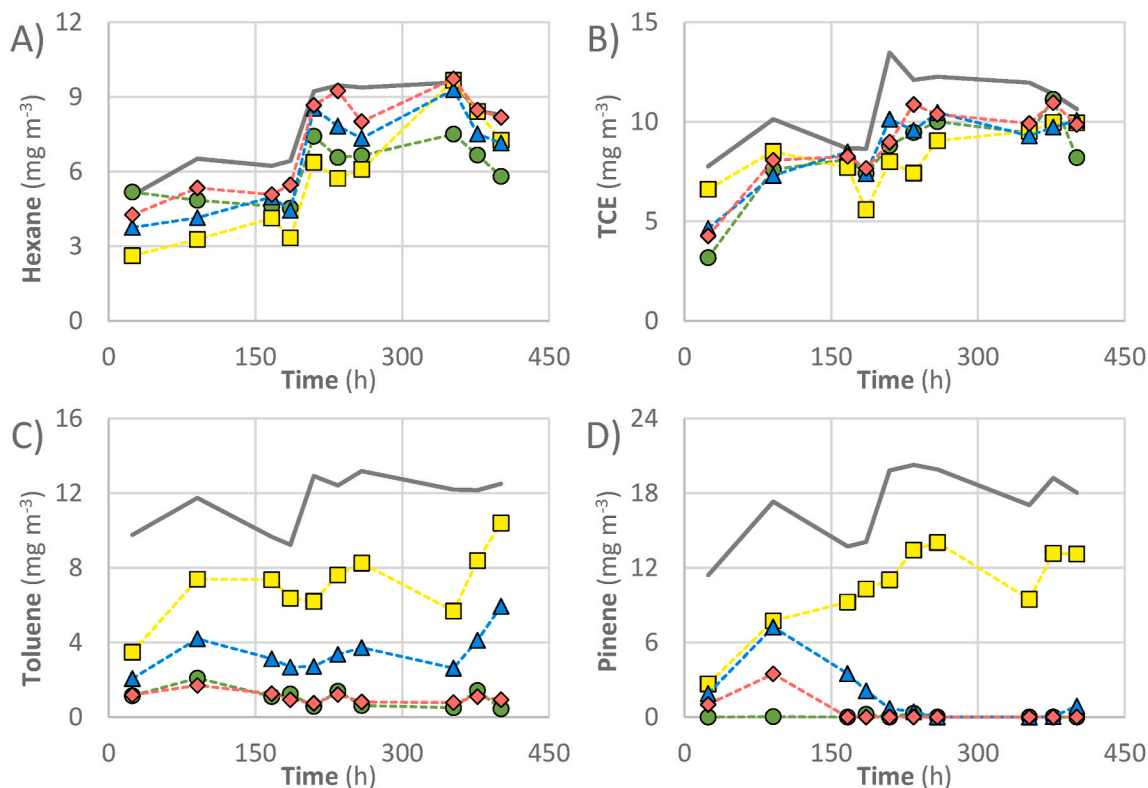 A)
12
9
6
3
0
Hexane (mg m⁻³)
0 150 300 450
Time (h)
B)
15
10
5
0
TCE (mg m⁻³)
0 150 300 450
Time (h)
C)
16
12
8
4
0
Toluene (mg m⁻³)
0 150 300 450
Time (h)
D)
24
18
12
6
0
Pinene (mg m⁻³)
0 150 300 450
Time (h)